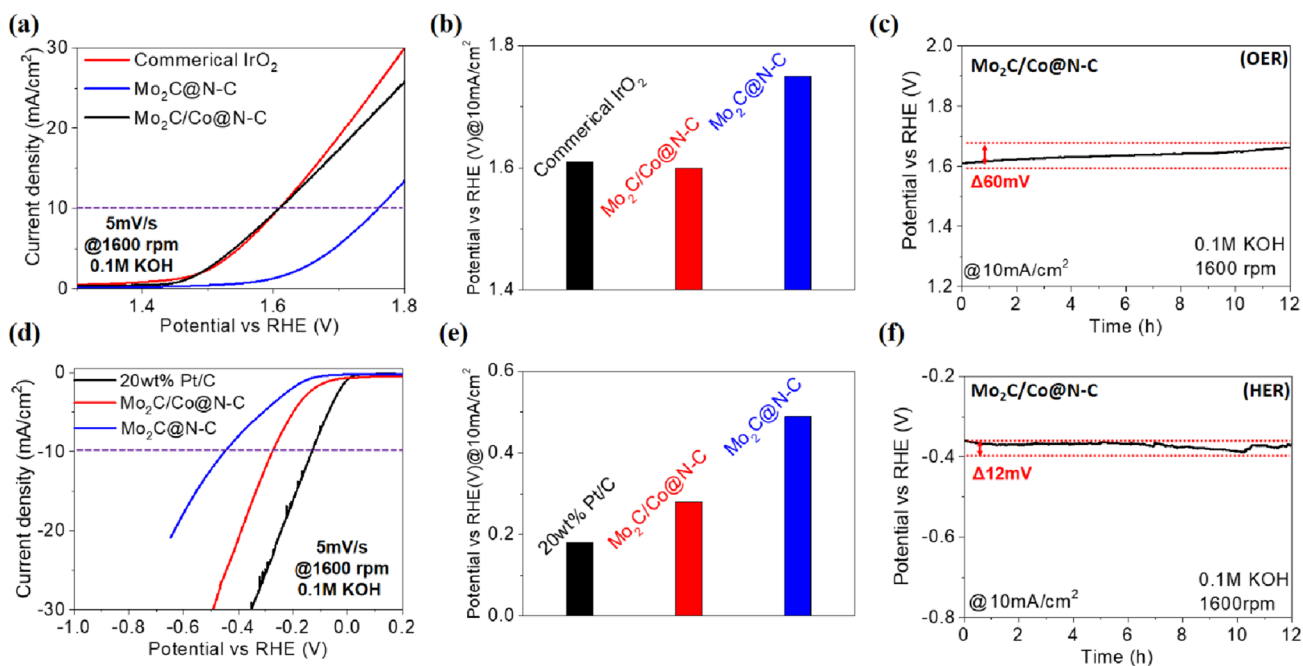 (a)
30
20
10
0
Current density (mA/cm²)
Commerical IrO₂
Mo₂C@N-C
Mo₂C/Co@N-C
5mV/s
@1600 rpm
0.1M KOH
1.4
1.6
1.8
Potential vs RHE (V)
(b)
1.8
1.6
1.4
Potential vs RHE (V)@10mA/cm²
Commerical IrO₂
Mo₂C/Co@N-C
Mo₂C@N-C
(c)
2.0
1.8
1.6
1.4
1.2
Potential vs RHE (V)
Mo₂C/Co@N-C
(OER)
Δ60mV
0.1M KOH
1600 rpm
@10mA/cm²
0
2
4
6
8
10
12
Time (h)
(d)
0
-10
-20
-30
Current density (mA/cm²)
20wt% Pt/C
Mo₂C/Co@N-C
Mo₂C@N-C
5mV/s
@1600 rpm
0.1M KOH
-1.0
-0.8
-0.6
-0.4
-0.2
0.0
0.2
Potential vs RHE (V)
(e)
0.6
0.4
0.2
0.0
Potential vs RHE(V)@10mA/cm²
20wt% Pt/C
Mo₂C/Co@N-C
Mo₂C@N-C
(f)
-0.2
-0.4
-0.6
-0.8
Potential vs RHE (V)
Mo₂C/Co@N-C
(HER)
Δ12mV
0.1M KOH
1600rpm
@10mA/cm²
0
2
4
6
8
10
12
Time (h)